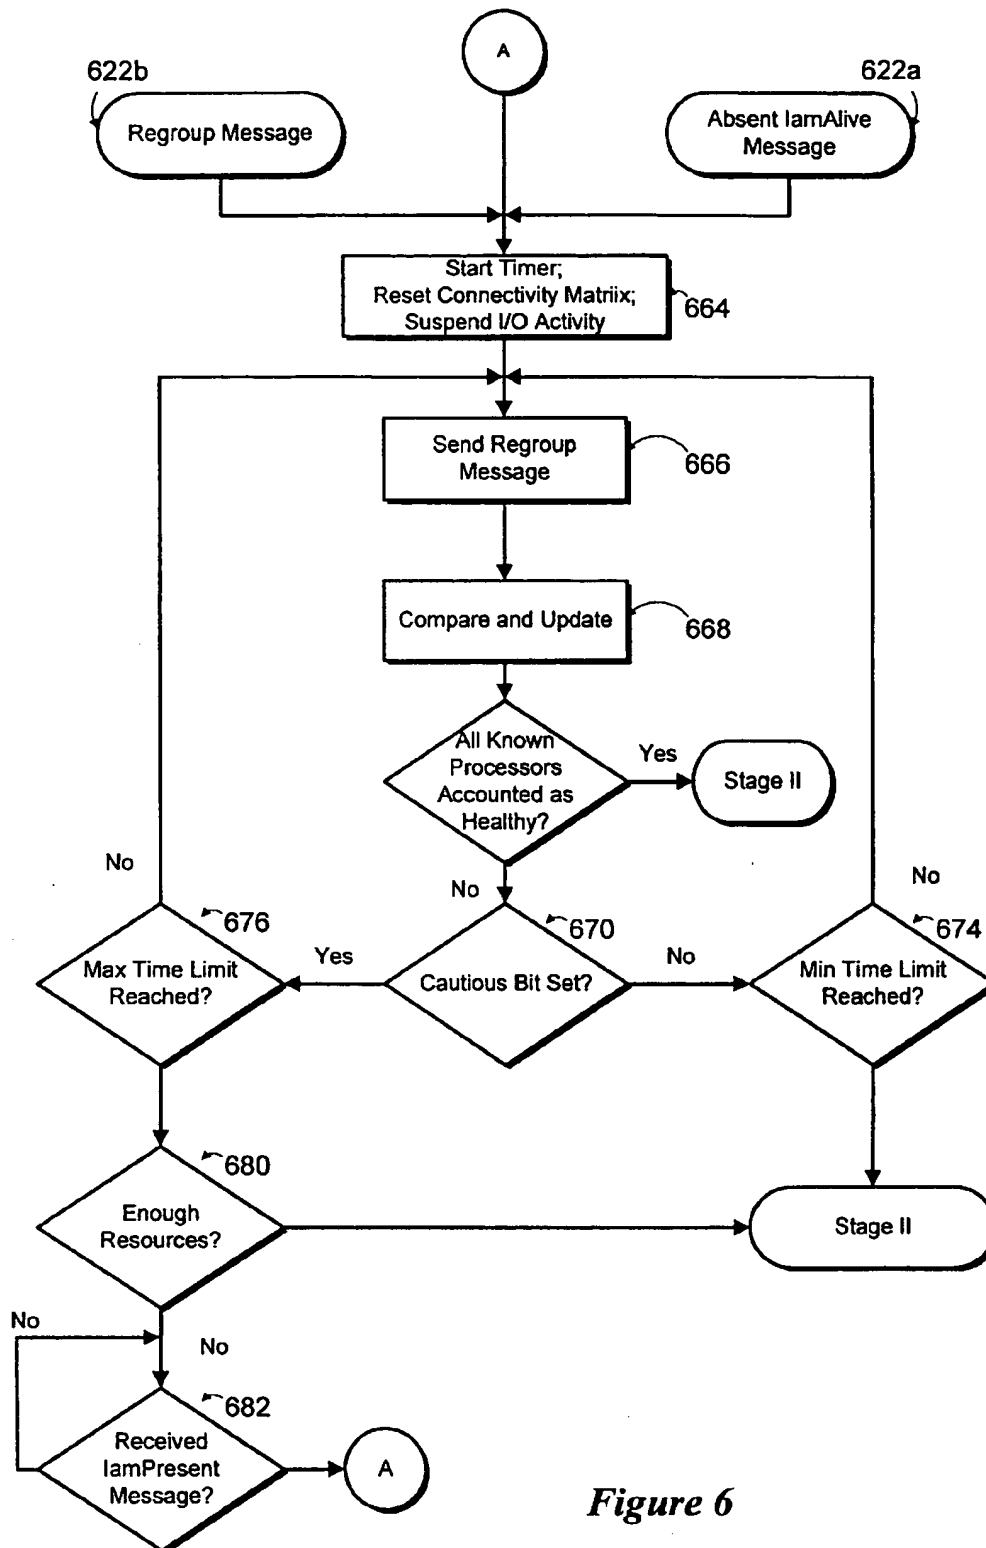 A
622b
622a
Regroup Message
Absent IamAlive
Message
Start Timer;
Reset Connectivity Matriix;
Suspend I/O Activity
664
Send Regroup
Message
666
Compare and Update
668
All Known
Processors
Accounted as
Healthy?
Yes
Stage II
No
No
No
676
670
674
Max Time Limit
Reached?
Yes
Cautious Bit Set?
No
Min Time Limit
Reached?
680
Enough
Resources?
Stage II
No
No
682
Received
IamPresent
Message?
A
Figure 6